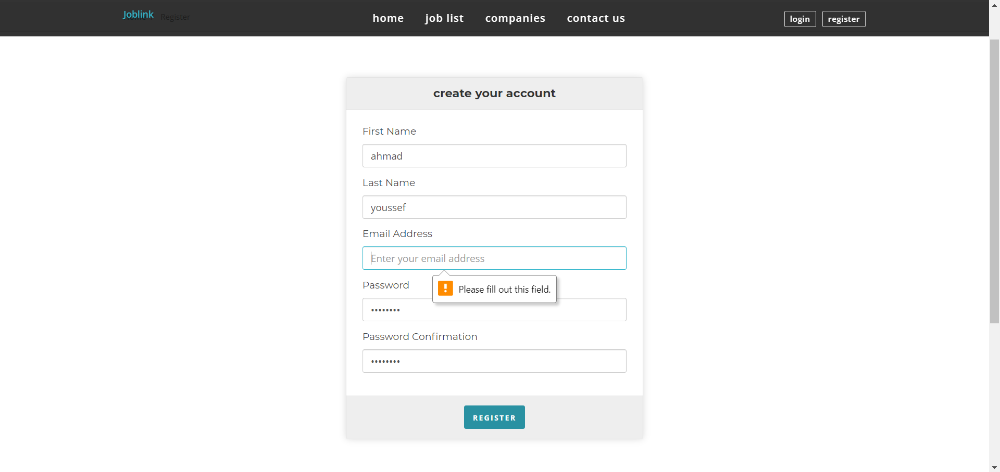 Joblink
Home
Register
home
job list
companies
contact us
login
register
create your account
First Name
ahmad
Last Name
youssef
Email Address
Enter your email address
Please fill out this field.
Password
••••••••
Password Confirmation
••••••••
REGISTER